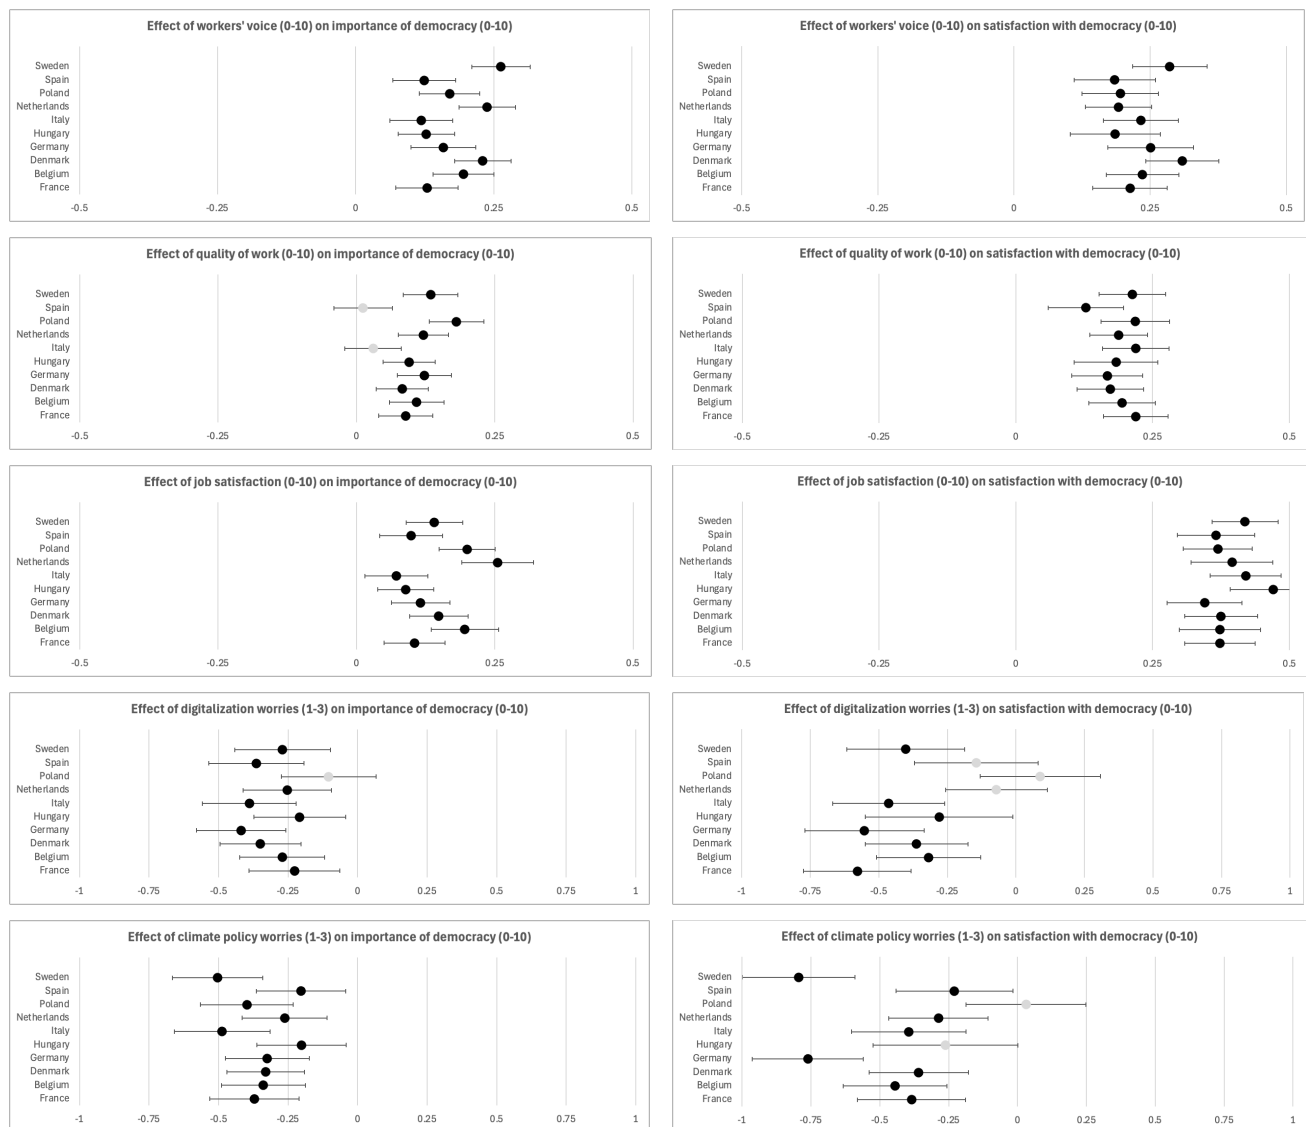 Effect of workers' voice (0-10) on importance of democracy (0-10)
Sweden
Spain
Poland
Netherlands
Italy
Hungary
Germany
Denmark
Belgium
France
-0.5 -0.25 0 0.25 0.5
Effect of workers' voice (0-10) on satisfaction with democracy (0-10)
Sweden
Spain
Poland
Netherlands
Italy
Hungary
Germany
Denmark
Belgium
France
-0.5 -0.25 0 0.25 0.5
Effect of quality of work (0-10) on importance of democracy (0-10)
Sweden
Spain
Poland
Netherlands
Italy
Hungary
Germany
Denmark
Belgium
France
-0.5 -0.25 0 0.25 0.5
Effect of quality of work (0-10) on satisfaction with democracy (0-10)
Sweden
Spain
Poland
Netherlands
Italy
Hungary
Germany
Denmark
Belgium
France
-0.5 -0.25 0 0.25 0.5
Effect of job satisfaction (0-10) on importance of democracy (0-10)
Sweden
Spain
Poland
Netherlands
Italy
Hungary
Germany
Denmark
Belgium
France
-0.5 -0.25 0 0.25 0.5
Effect of job satisfaction (0-10) on satisfaction with democracy (0-10)
Sweden
Spain
Poland
Netherlands
Italy
Hungary
Germany
Denmark
Belgium
France
-0.5 -0.25 0 0.25 0.5
Effect of digitalization worries (1-3) on importance of democracy (0-10)
Sweden
Spain
Poland
Netherlands
Italy
Hungary
Germany
Denmark
Belgium
France
-1 -0.75 -0.5 -0.25 0 0.25 0.5 0.75 1
Effect of digitalization worries (1-3) on satisfaction with democracy (0-10)
Sweden
Spain
Poland
Netherlands
Italy
Hungary
Germany
Denmark
Belgium
France
-1 -0.75 -0.5 -0.25 0 0.25 0.5 0.75 1
Effect of climate policy worries (1-3) on importance of democracy (0-10)
Sweden
Spain
Poland
Netherlands
Italy
Hungary
Germany
Denmark
Belgium
France
-1 -0.75 -0.5 -0.25 0 0.25 0.5 0.75 1
Effect of climate policy worries (1-3) on satisfaction with democracy (0-10)
Sweden
Spain
Poland
Netherlands
Italy
Hungary
Germany
Denmark
Belgium
France
-1 -0.75 -0.5 -0.25 0 0.25 0.5 0.75 1